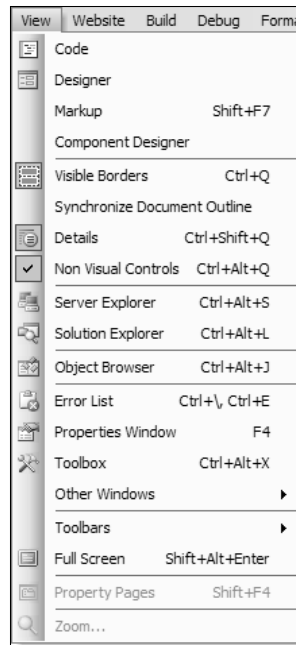 View Website Build Debug Forma
Code
Designer
Markup Shift+F7
Component Designer
Visible Borders Ctrl+Q
Synchronize Document Outline
Details Ctrl+Shift+Q
Non Visual Controls Ctrl+Alt+Q
Server Explorer Ctrl+Alt+S
Solution Explorer Ctrl+Alt+L
Object Browser Ctrl+Alt+J
Error List Ctrl+\, Ctrl+E
Properties Window F4
Toolbox Ctrl+Alt+X
Other Windows
Toolbars
Full Screen Shift+Alt+Enter
Property Pages Shift+F4
Zoom...